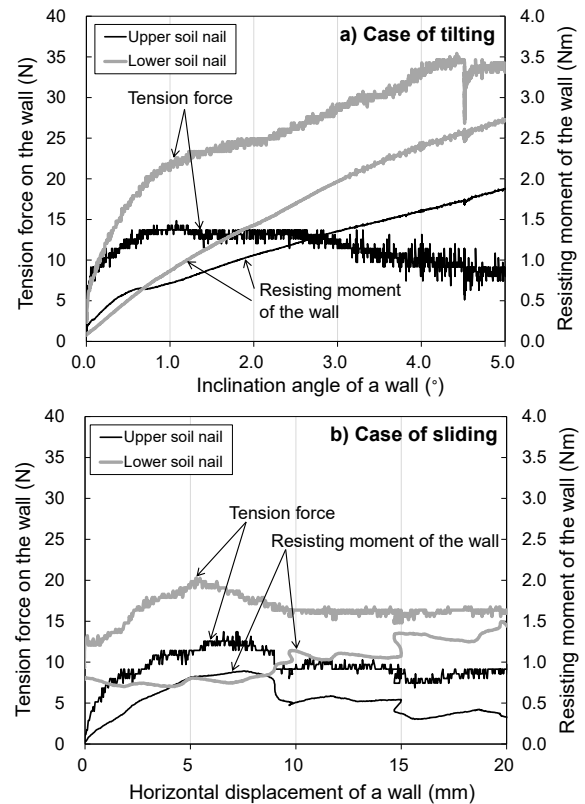 Upper soil nail
Lower soil nail
a) Case of tilting
Tension force
Resisting moment
of the wall
Tension force on the wall (N)
40
35
30
25
20
15
10
5
0
Resisting moment of the wall (Nm)
4.0
3.5
3.0
2.5
2.0
1.5
1.0
0.5
0.0
0.0
1.0
2.0
3.0
4.0
5.0
Inclination angle of a wall (°)
Upper soil nail
Lower soil nail
b) Case of sliding
Tension force
Resisting moment of the wall
Tension force on the wall (N)
40
35
30
25
20
15
10
5
0
Resisting moment of the wall (Nm)
4.0
3.5
3.0
2.5
2.0
1.5
1.0
0.5
0.0
0
5
10
15
20
Horizontal displacement of a wall (mm)